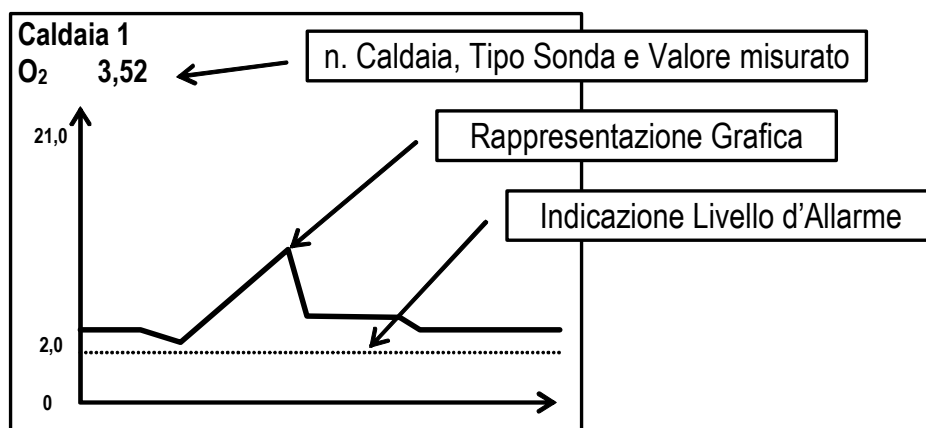 Caldaia 1
O₂ 3,52
n. Caldaia, Tipo Sonda e Valore misurato
21,0
Rappresentazione Grafica
Indicazione Livello d’Allarme
2,0
0